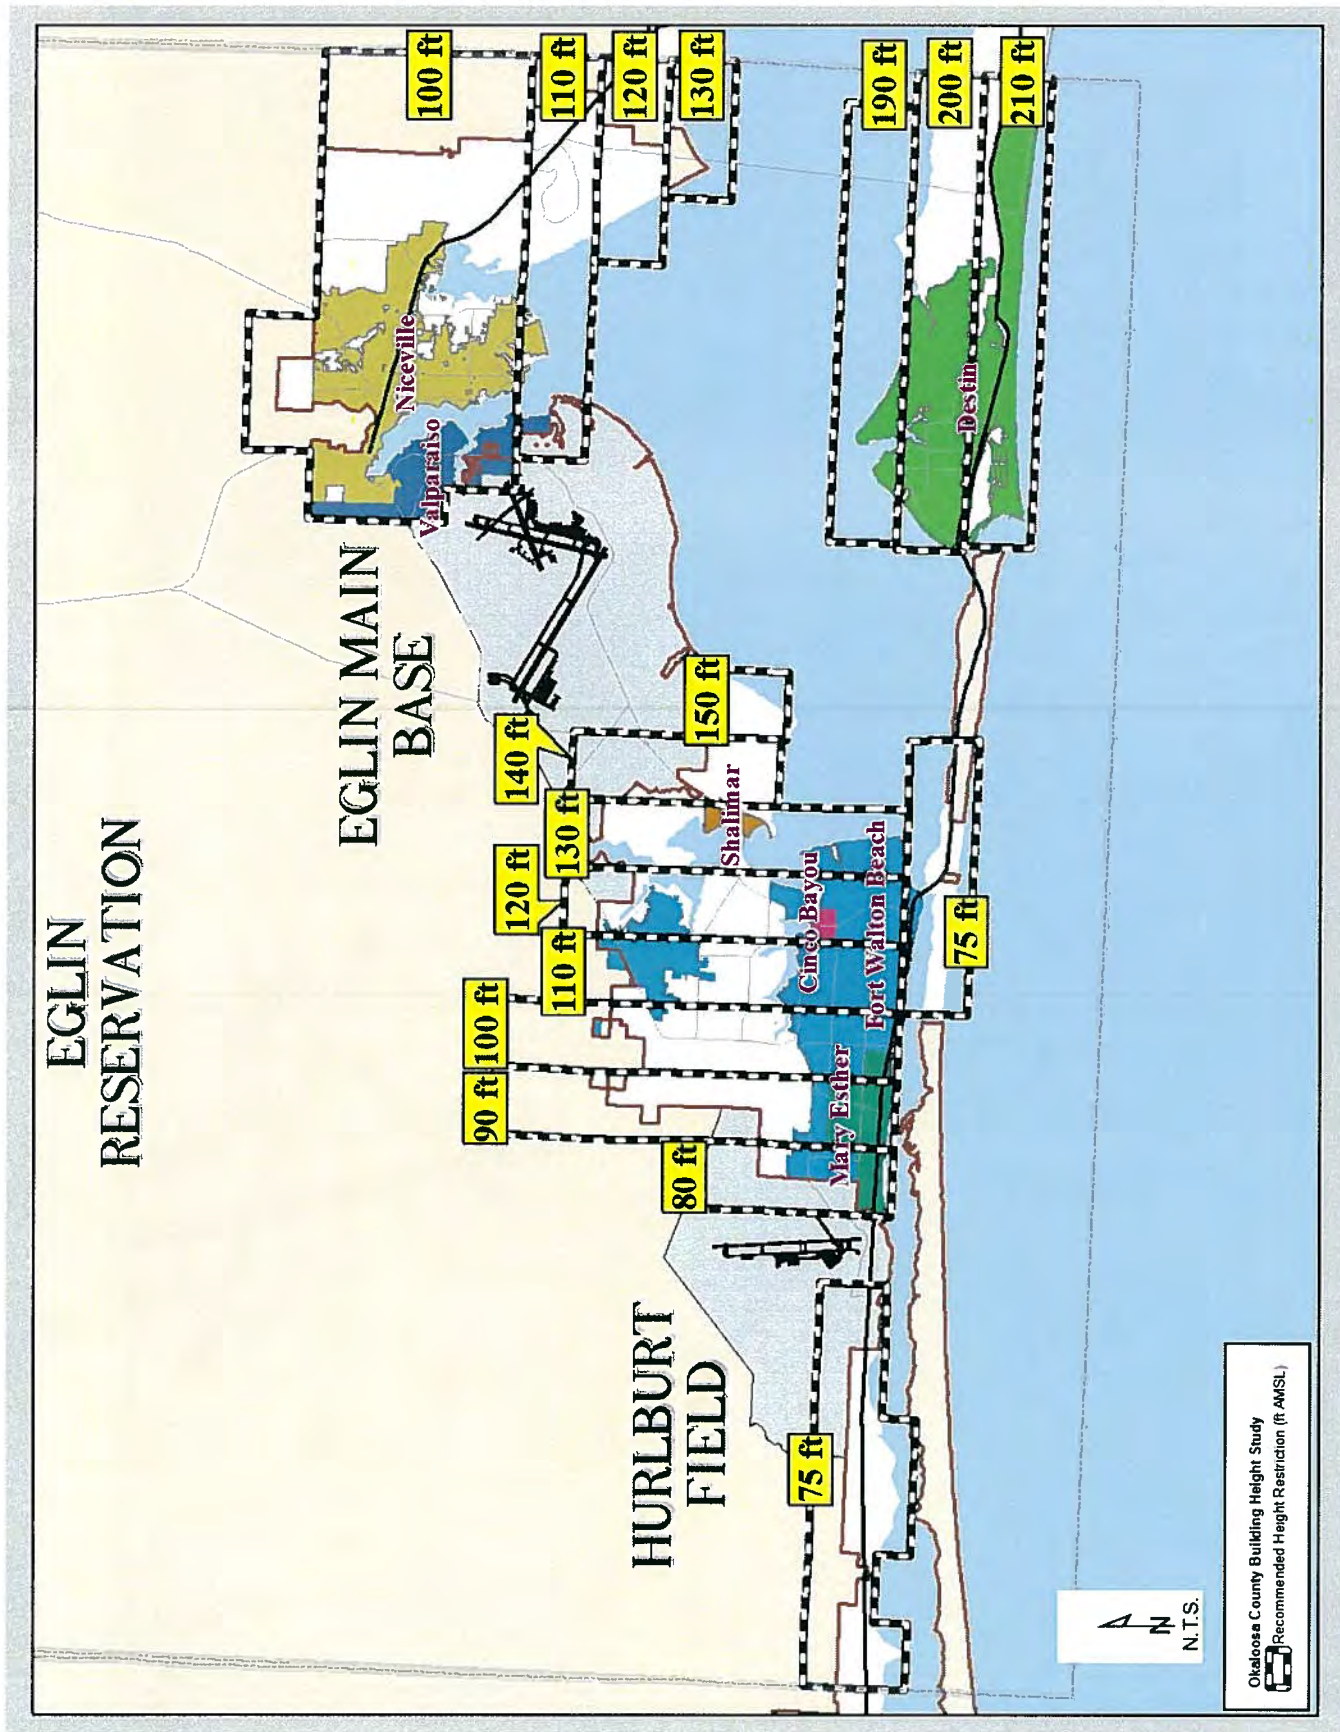 EGLIN
RESERVATION
EGLIN MAIN
BASE
HURLBURT
FIELD
75 ft
80 ft
90 ft
100 ft
110 ft
120 ft
130 ft
140 ft
150 ft
75 ft
100 ft
110 ft
120 ft
130 ft
190 ft
200 ft
210 ft
Niceville
Valparaiso
Shalimar
Cinco Bayou
Fort Walton Beach
Mary Esther
Destin
N
N.T.S.
Okaloosa County Building Height Study
Recommended Height Restriction (ft AMSL)